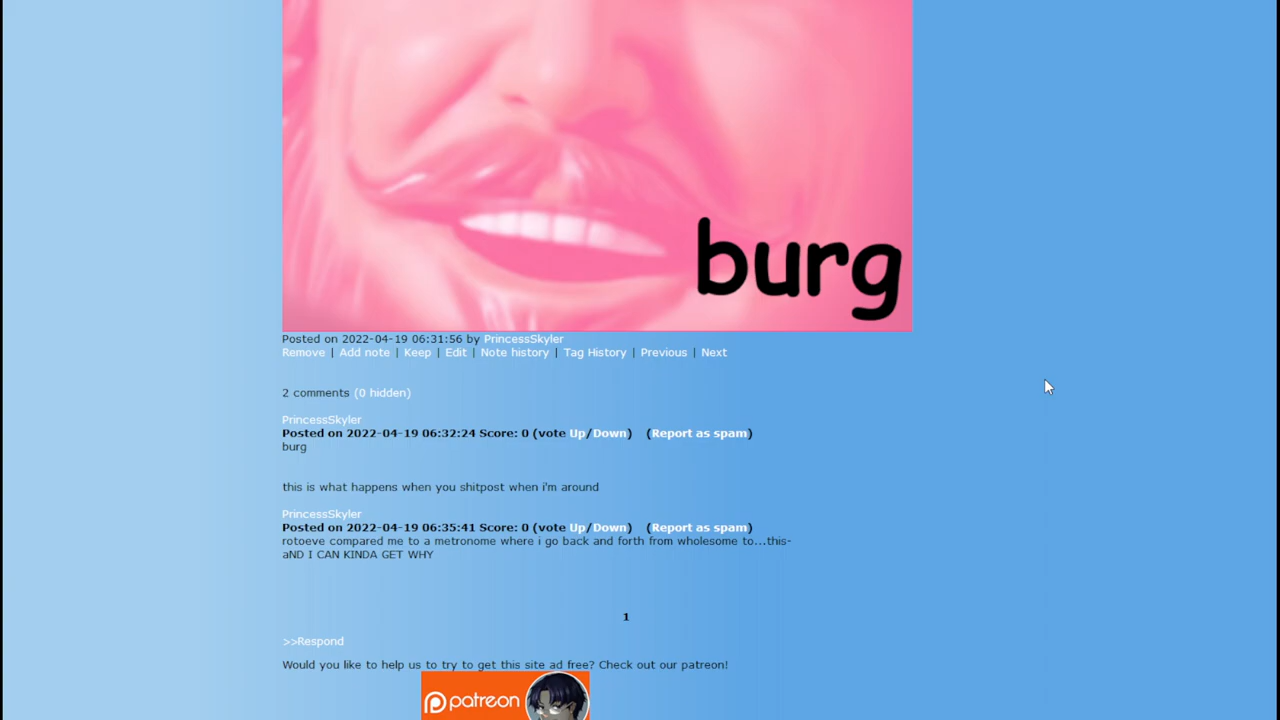 burg
Posted on 2022-04-19 06:31:56 by PrincessSkyler
Remove | Add note | Keep | Edit | Note history | Tag History | Previous | Next
2 comments (0 hidden)
PrincessSkyler
Posted on 2022-04-19 06:32:24 Score: 0 (vote Up/Down) (Report as spam)
burg
this is what happens when you shitpost when i'm around
PrincessSkyler
Posted on 2022-04-19 06:35:41 Score: 0 (vote Up/Down) (Report as spam)
rotoeve compared me to a metronome where i go back and forth from wholesome to...this-
aND I CAN KINDA GET WHY
1
>>Respond
Would you like to help us to try to get this site ad free? Check out our patreon!
patreon